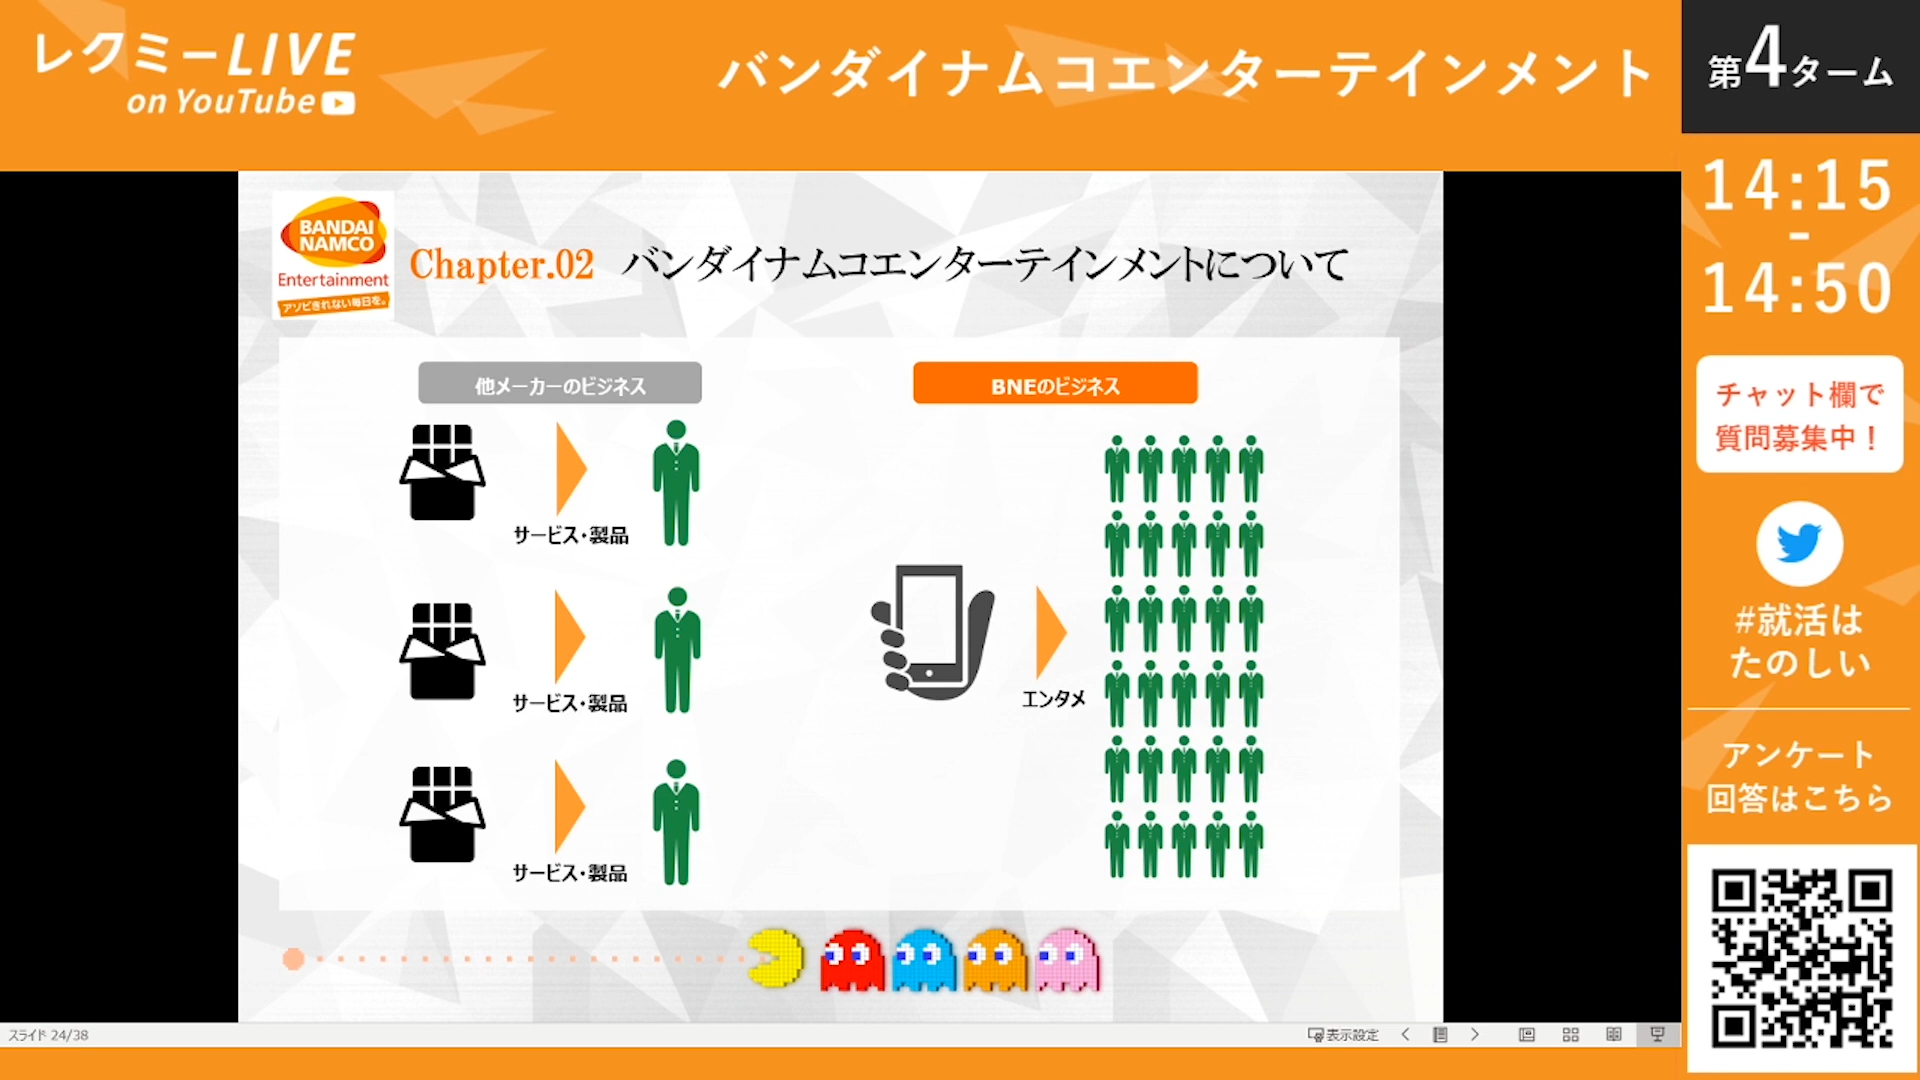 レクミーLIVE
on YouTube
バンダイナムコエンターテインメント
第4ターム
14:15
-
14:50
チャット欄で
質問募集中！
#就活は
たのしい
アンケート
回答はこちら
BANDAI
NAMCO
Entertainment
アソビきれない毎日を。
Chapter.02 バンダイナムコエンターテインメントについて
他メーカーのビジネス
サービス・製品
サービス・製品
サービス・製品
BNEのビジネス
エンタメ
スライド 24/38
表示設定